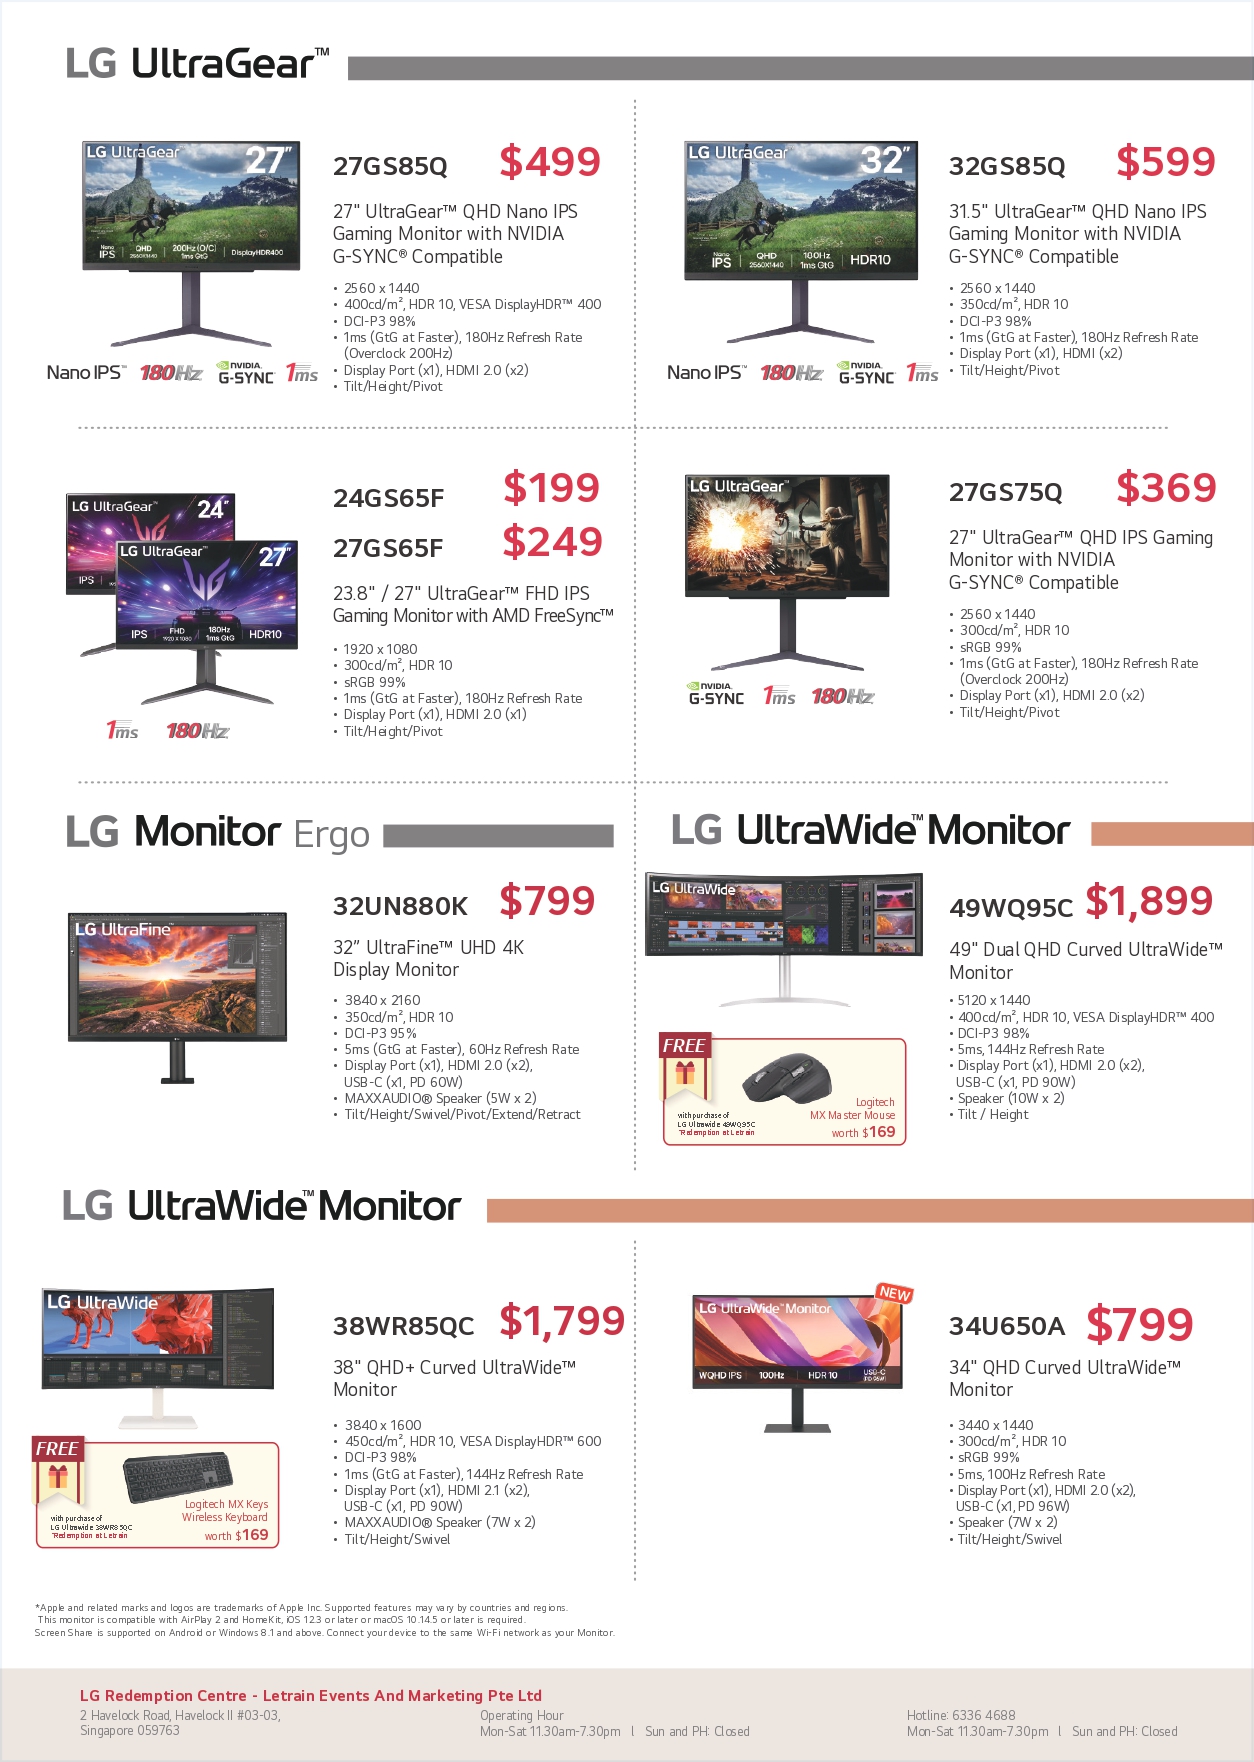 LG UltraGear™
LG UltraGear™ 27"
Nano IPS | QHD 2560X1440 | 200Hz (O/C) 1ms GtG | DisplayHDR400
Nano IPS™ 180Hz NVIDIA. G-SYNC 1ms
27GS85Q $499
27" UltraGear™ QHD Nano IPS
Gaming Monitor with NVIDIA
G-SYNC® Compatible
• 2560 x 1440
• 400cd/m², HDR 10, VESA DisplayHDR™ 400
• DCI-P3 98%
• 1ms (GtG at Faster), 180Hz Refresh Rate
(Overclock 200Hz)
• Display Port (x1), HDMI 2.0 (x2)
• Tilt/Height/Pivot
LG UltraGear™ 32"
Nano IPS | QHD 2560X1440 | 180Hz 1ms GtG | HDR10
Nano IPS™ 180Hz NVIDIA. G-SYNC 1ms
32GS85Q $599
31.5" UltraGear™ QHD Nano IPS
Gaming Monitor with NVIDIA
G-SYNC® Compatible
• 2560 x 1440
• 350cd/m², HDR 10
• DCI-P3 98%
• 1ms (GtG at Faster), 180Hz Refresh Rate
• Display Port (x1), HDMI (x2)
• Tilt/Height/Pivot
LG UltraGear™ 24"
IPS
LG UltraGear™ 27"
IPS | FHD 1920 X 1080 | 180Hz 1ms GtG | HDR10
1ms 180Hz
24GS65F $199
27GS65F $249
23.8" / 27" UltraGear™ FHD IPS
Gaming Monitor with AMD FreeSync™
• 1920 x 1080
• 300cd/m², HDR 10
• sRGB 99%
• 1ms (GtG at Faster), 180Hz Refresh Rate
• Display Port (x1), HDMI 2.0 (x1)
• Tilt/Height/Pivot
LG UltraGear™
NVIDIA. G-SYNC 1ms 180Hz
27GS75Q $369
27" UltraGear™ QHD IPS Gaming
Monitor with NVIDIA
G-SYNC® Compatible
• 2560 x 1440
• 300cd/m², HDR 10
• sRGB 99%
• 1ms (GtG at Faster), 180Hz Refresh Rate
(Overclock 200Hz)
• Display Port (x1), HDMI 2.0 (x2)
• Tilt/Height/Pivot
LG Monitor Ergo
LG UltraFine™
32UN880K $799
32" UltraFine™ UHD 4K
Display Monitor
• 3840 x 2160
• 350cd/m², HDR 10
• DCI-P3 95%
• 5ms (GtG at Faster), 60Hz Refresh Rate
• Display Port (x1), HDMI 2.0 (x2),
USB-C (x1, PD 60W)
• MAXXAUDIO® Speaker (5W x 2)
• Tilt/Height/Swivel/Pivot/Extend/Retract
LG UltraWide™ Monitor
LG UltraWide
49WQ95C $1,899
49" Dual QHD Curved UltraWide™
Monitor
• 5120 x 1440
• 400cd/m², HDR 10, VESA DisplayHDR™ 400
• DCI-P3 98%
• 5ms, 144Hz Refresh Rate
• Display Port (x1), HDMI 2.0 (x2),
USB-C (x1, PD 90W)
• Speaker (10W x 2)
• Tilt / Height
FREE
with purchase of
LG Ultrawide 49WQ95C
*Redemption at Letrain
Logitech
MX Master Mouse
worth $169
LG UltraWide™ Monitor
LG UltraWide™
38WR85QC $1,799
38" QHD+ Curved UltraWide™
Monitor
• 3840 x 1600
• 450cd/m², HDR 10, VESA DisplayHDR™ 600
• DCI-P3 98%
• 1ms (GtG at Faster), 144Hz Refresh Rate
• Display Port (x1), HDMI 2.1 (x2),
USB-C (x1, PD 90W)
• MAXXAUDIO® Speaker (7W x 2)
• Tilt/Height/Swivel
FREE
with purchase of
LG Ultrawide 38WR85QC
*Redemption at Letrain
Logitech MX Keys
Wireless Keyboard
worth $169
NEW
LG UltraWide™ Monitor
WQHD IPS | 100Hz | HDR 10 | USB-C (PD 96W)
34U650A $799
34" QHD Curved UltraWide™
Monitor
• 3440 x 1440
• 300cd/m², HDR 10
• sRGB 99%
• 5ms, 100Hz Refresh Rate
• Display Port (x1), HDMI 2.0 (x2),
USB-C (x1, PD 96W)
• Speaker (7W x 2)
• Tilt/Height/Swivel
*Apple and related marks and logos are trademarks of Apple Inc. Supported features may vary by countries and regions.
This monitor is compatible with AirPlay 2 and HomeKit, iOS 12.3 or later or macOS 10.14.5 or later is required.
Screen Share is supported on Android or Windows 8.1 and above. Connect your device to the same Wi-Fi network as your Monitor.
LG Redemption Centre - Letrain Events And Marketing Pte Ltd
2 Havelock Road, Havelock II #03-03,
Singapore 059763
Operating Hour
Mon-Sat 11.30am-7.30pm | Sun and PH: Closed
Hotline: 6336 4688
Mon-Sat 11.30am-7.30pm | Sun and PH: Closed